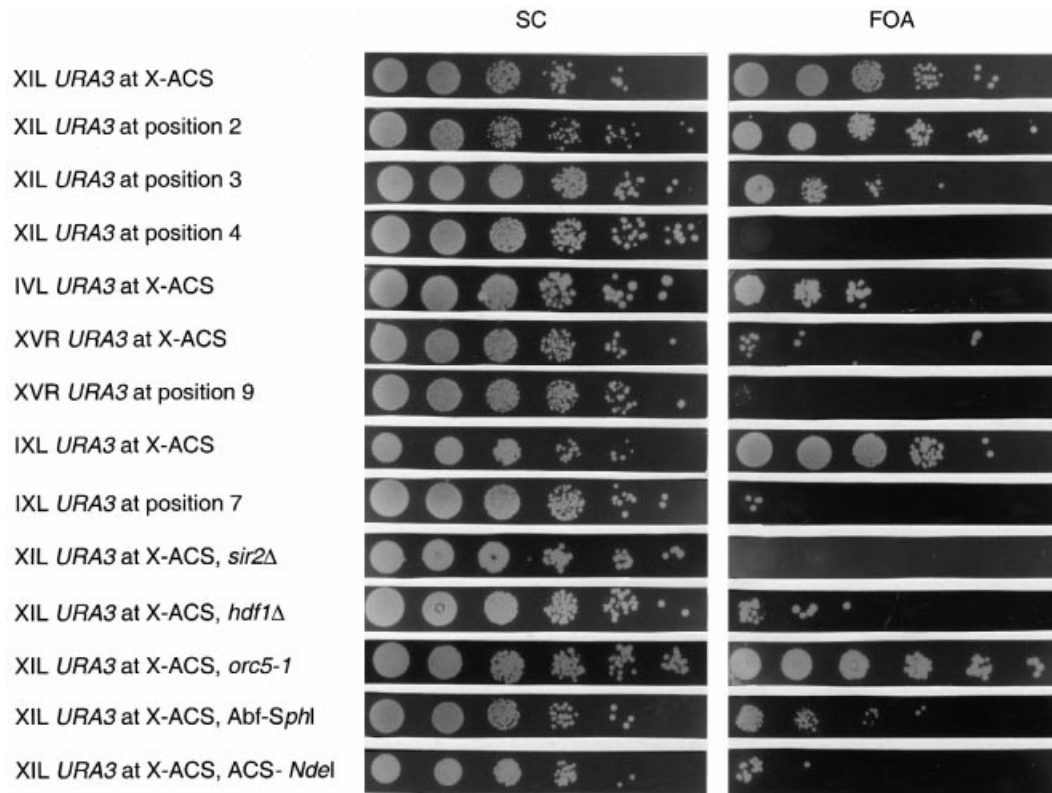 SC FOA
XIL URA3 at X-ACS
XIL URA3 at position 2
XIL URA3 at position 3
XIL URA3 at position 4
IVL URA3 at X-ACS
XVR URA3 at X-ACS
XVR URA3 at position 9
IXL URA3 at X-ACS
IXL URA3 at position 7
XIL URA3 at X-ACS, sir2Δ
XIL URA3 at X-ACS, hdf1Δ
XIL URA3 at X-ACS, orc5-1
XIL URA3 at X-ACS, Abf-SphI
XIL URA3 at X-ACS, ACS- NdeI